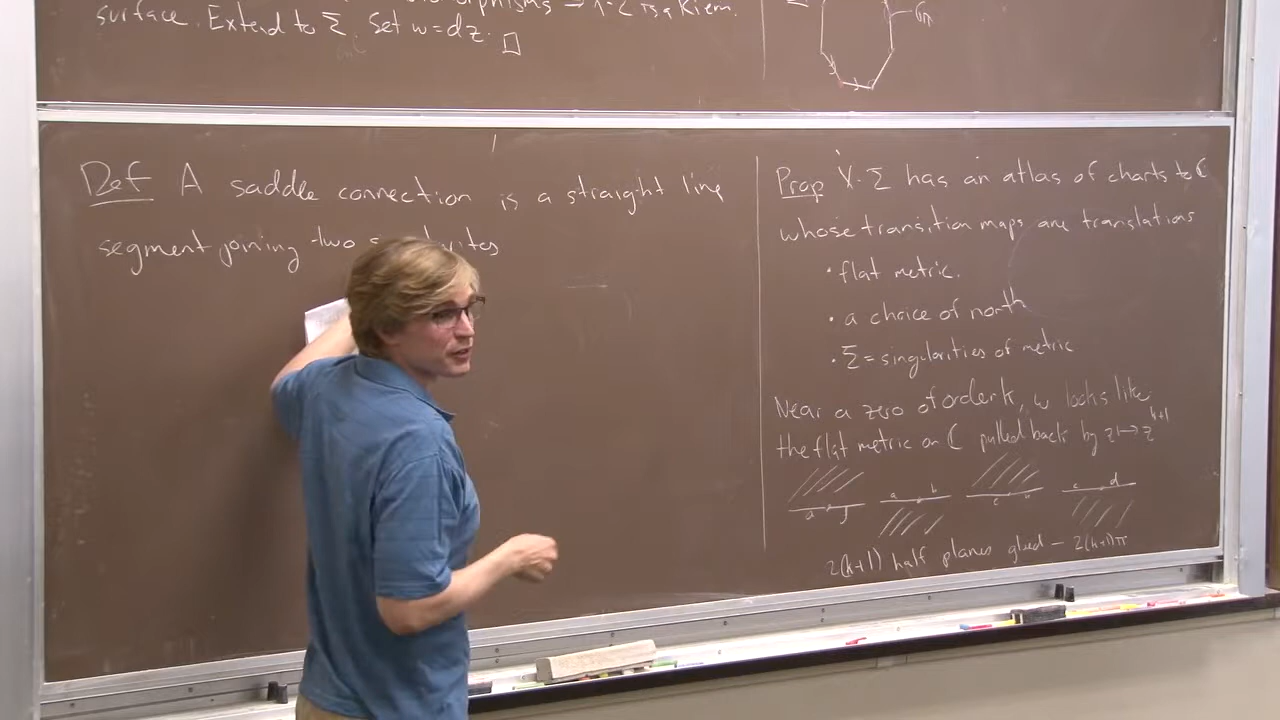 surface. Extend to Σ. Set w=dz. □
Def A saddle connection is a straight line
segment joining two
Prop X-Σ has an atlas of charts to ℂ
whose transition maps are translations
• flat metric.
• a choice of north
• Σ = singularities of metric
Near a zero of order k, w looks like
the flat metric on ℂ pulled back by z↦z^{k+1}
a b
c d
2(k+1) half planes glued – 2(k+1)π